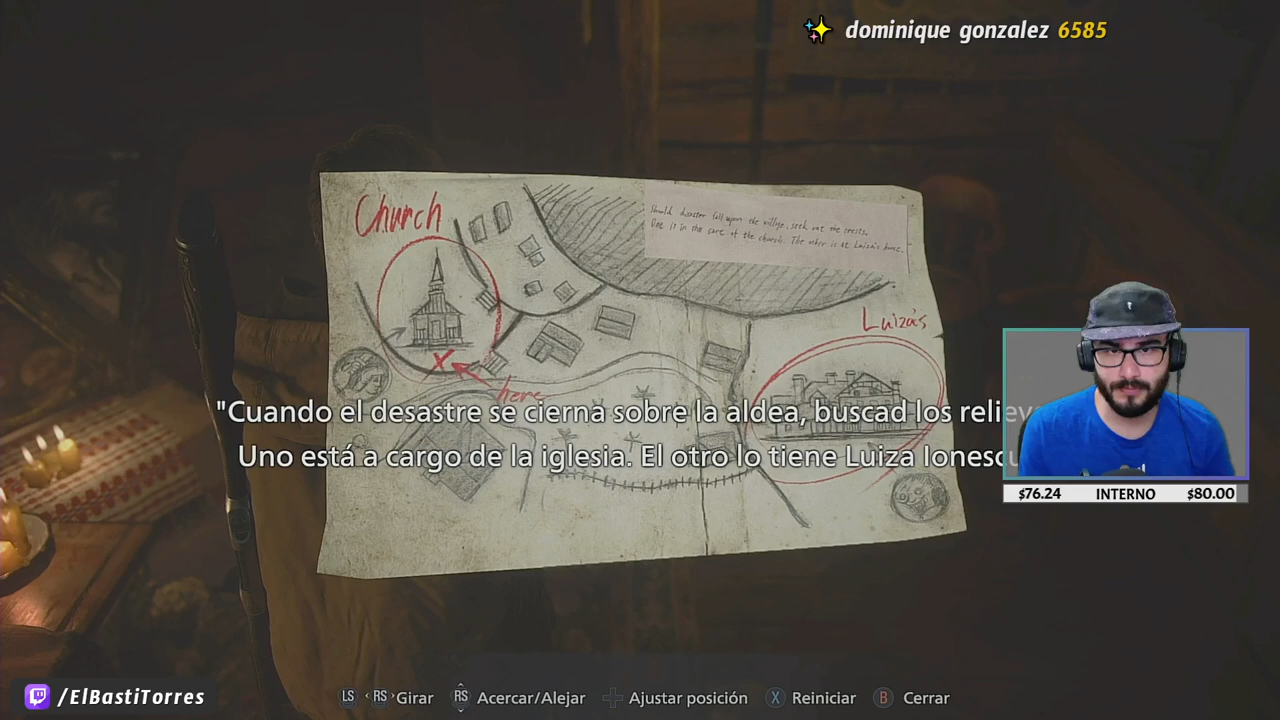 dominique gonzalez 6585
Church
Should disaster fall upon the village, seek out the crests.
One is in the care of the church. The other is at Luiza's house.
Luiza's
here
"Cuando el desastre se cierna sobre la aldea, buscad los
Uno está a cargo de la iglesia. El otro lo tiene Luiza
$76.24 INTERNO $80.00
/ElBastiTorres
LS RS Girar RS Acercar/Alejar Ajustar posición X Reiniciar B Cerrar